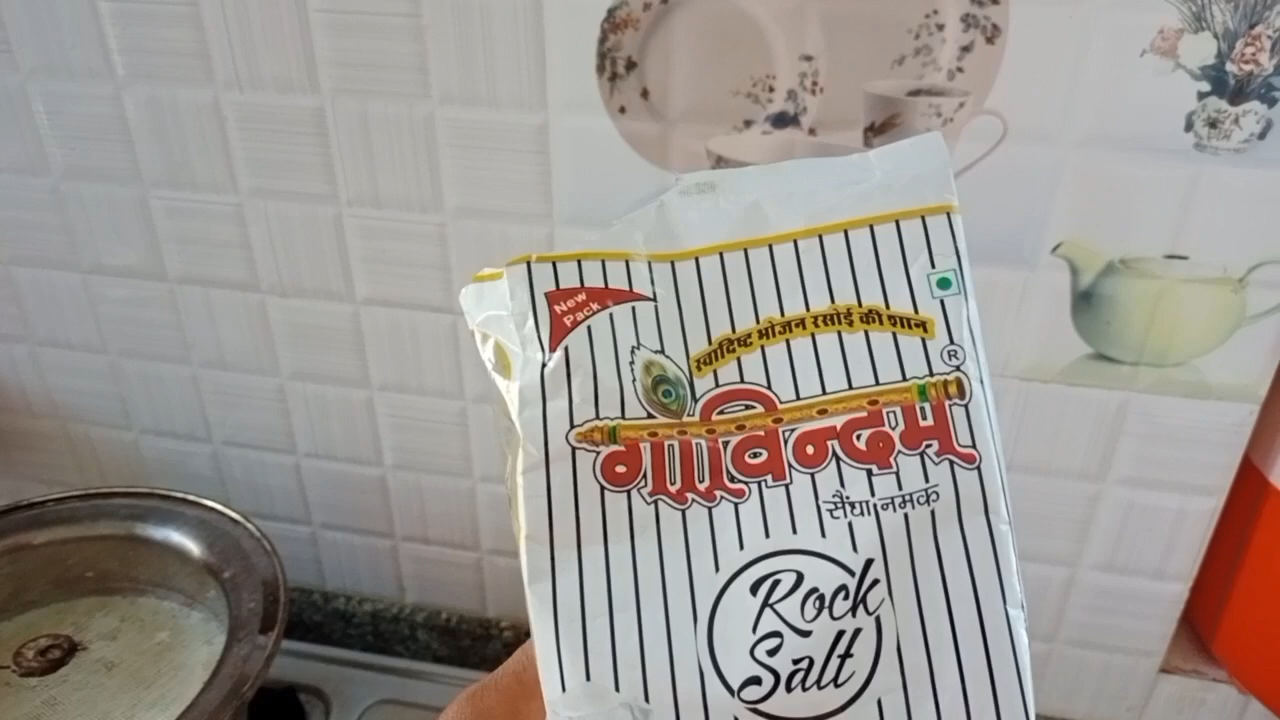 New
Pack
स्वादिष्ट भोजन रसोई की शान
®
गोविन्दम्
सैंधा नमक
Rock
Salt